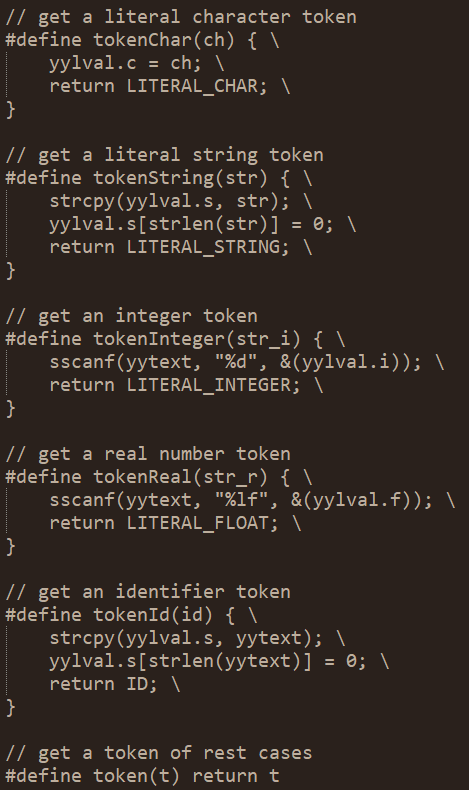 // get a literal character token
#define tokenChar(ch) { \
    yylval.c = ch; \
    return LITERAL_CHAR; \
}

// get a literal string token
#define tokenString(str) { \
    strcpy(yylval.s, str); \
    yylval.s[strlen(str)] = 0; \
    return LITERAL_STRING; \
}

// get an integer token
#define tokenInteger(str_i) { \
    sscanf(yytext, "%d", &(yylval.i)); \
    return LITERAL_INTEGER; \
}

// get a real number token
#define tokenReal(str_r) { \
    sscanf(yytext, "%lf", &(yylval.f)); \
    return LITERAL_FLOAT; \
}

// get an identifier token
#define tokenId(id) { \
    strcpy(yylval.s, yytext); \
    yylval.s[strlen(yytext)] = 0; \
    return ID; \
}

// get a token of rest cases
#define token(t) return t